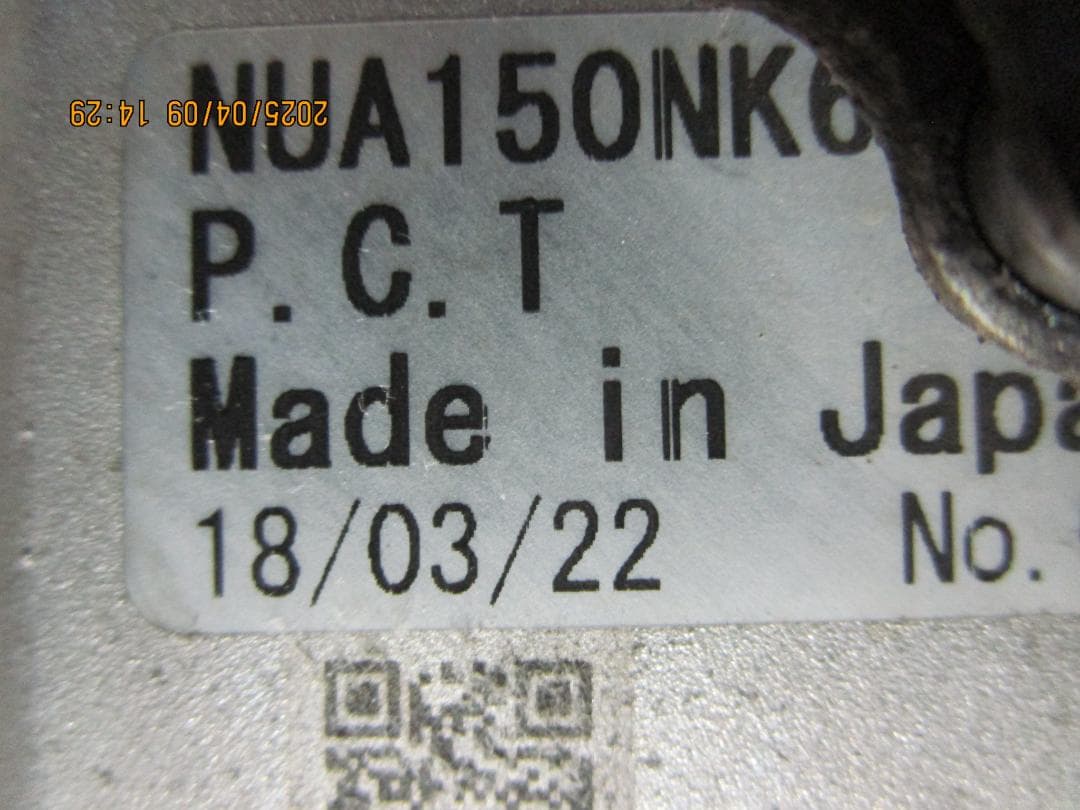 2025/04/09 14:29
NUA150NK6
P.C.T
Made in Japa
18/03/22 No.